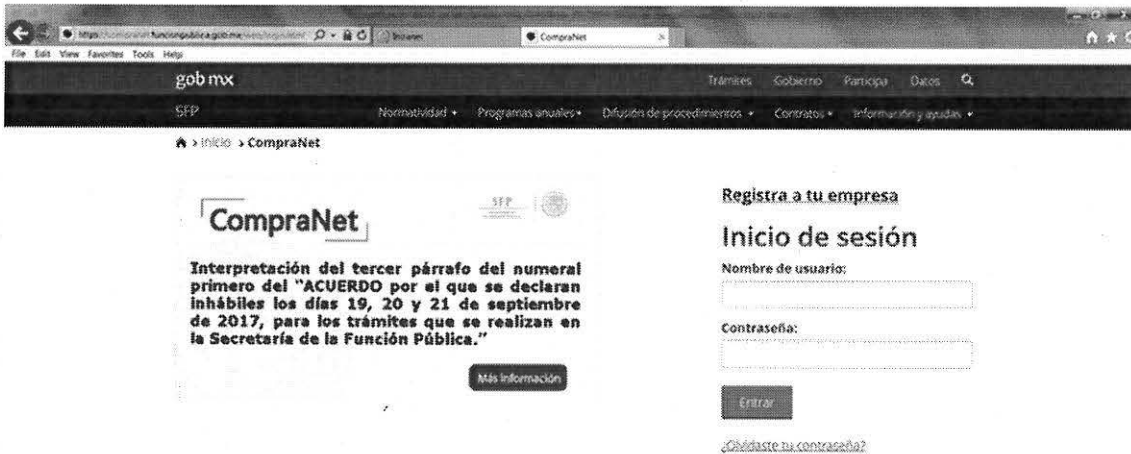 CompraNet
File Edit View Favorites Tools Help
gob mx
Trámites Gobierno Participa Datos
SFP Normatividad Programas anuales Difusión de procedimientos Contratos Información y ayudas
> Inicio > CompraNet
CompraNet
SFP
Interpretación del tercer párrafo del numeral
primero del “ACUERDO por el que se declaran
inhábiles los días 19, 20 y 21 de septiembre
de 2017, para los trámites que se realizan en
la Secretaría de la Función Pública.”
Más información
Registra a tu empresa
Inicio de sesión
Nombre de usuario:
Contraseña:
Entrar
¿Olvidaste tu contraseña?